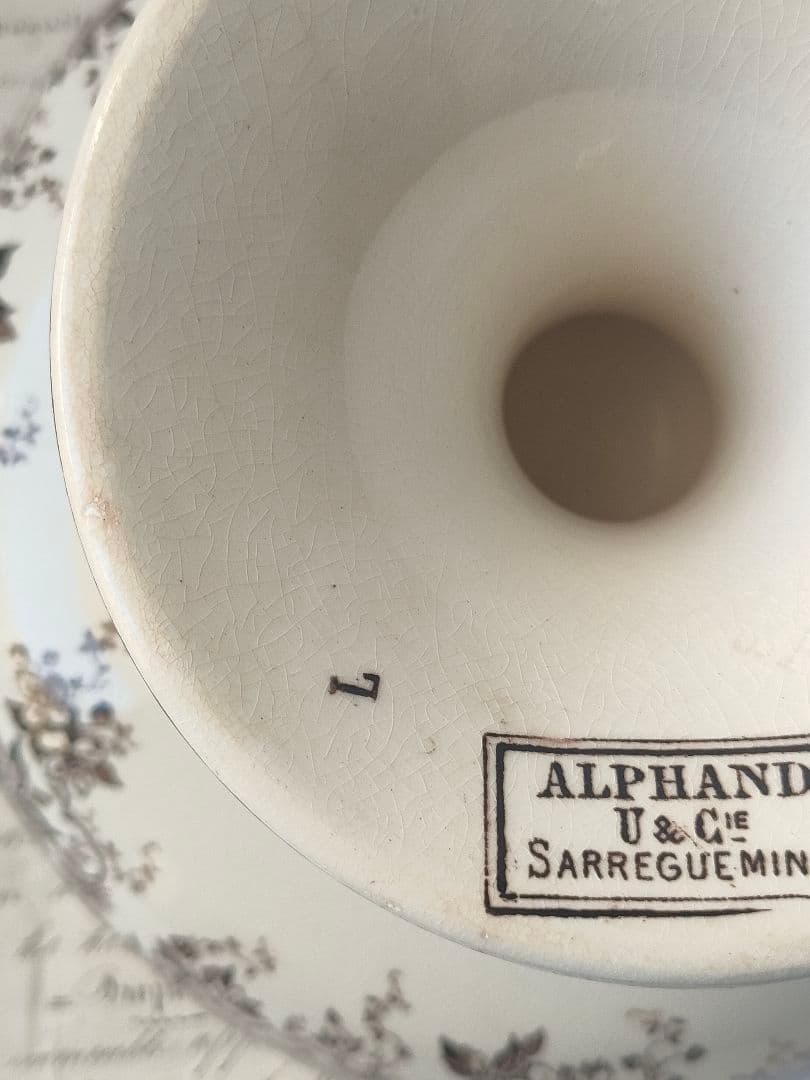 L
ALPHAND
U & CIE
SARREGUEMIN